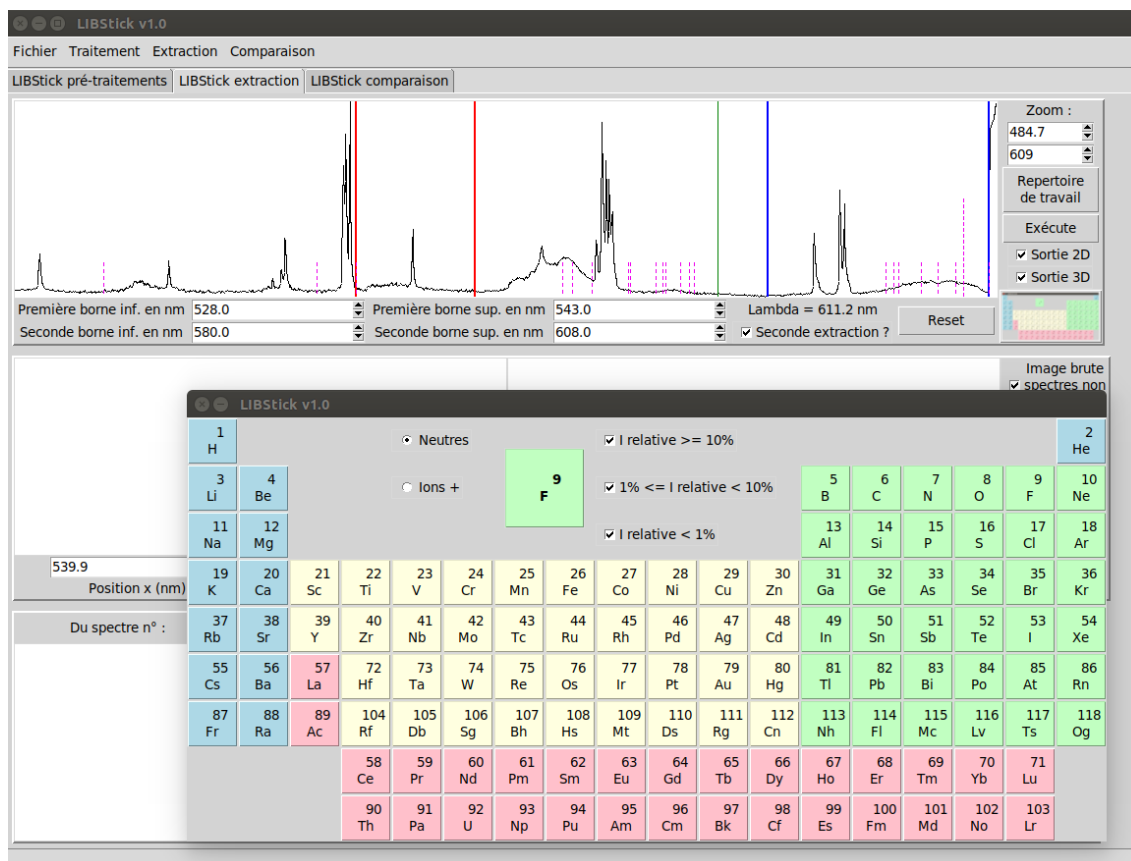 LIBStick v1.0
Fichier Traitement Extraction Comparaison
LIBStick pré-traitements LIBStick extraction LIBStick comparaison
Zoom :
484.7
609
Repertoire
de travail
Exécute
Sortie 2D
Sortie 3D
Première borne inf. en nm 528.0 Première borne sup. en nm 543.0 Lambda = 611.2 nm
Seconde borne inf. en nm 580.0 Seconde borne sup. en nm 608.0 Seconde extraction ? Reset
Image brute
spectres non
LIBStick v1.0
1 2
H He
Neutres I relative >= 10%
3 4 5 6 7 8 9 10
Li Be B C N O F Ne
Ions + 9 1% <= I relative < 10%
F
11 12 13 14 15 16 17 18
Na Mg Al Si P S Cl Ar
I relative < 1%
539.9
Position x (nm)
19 20 21 22 23 24 25 26 27 28 29 30 31 32 33 34 35 36
K Ca Sc Ti V Cr Mn Fe Co Ni Cu Zn Ga Ge As Se Br Kr
Du spectre n° :
37 38 39 40 41 42 43 44 45 46 47 48 49 50 51 52 53 54
Rb Sr Y Zr Nb Mo Tc Ru Rh Pd Ag Cd In Sn Sb Te I Xe
55 56 57 72 73 74 75 76 77 78 79 80 81 82 83 84 85 86
Cs Ba La Hf Ta W Re Os Ir Pt Au Hg Tl Pb Bi Po At Rn
87 88 89 104 105 106 107 108 109 110 111 112 113 114 115 116 117 118
Fr Ra Ac Rf Db Sg Bh Hs Mt Ds Rg Cn Nh Fl Mc Lv Ts Og
58 59 60 61 62 63 64 65 66 67 68 69 70 71
Ce Pr Nd Pm Sm Eu Gd Tb Dy Ho Er Tm Yb Lu
90 91 92 93 94 95 96 97 98 99 100 101 102 103
Th Pa U Np Pu Am Cm Bk Cf Es Fm Md No Lr